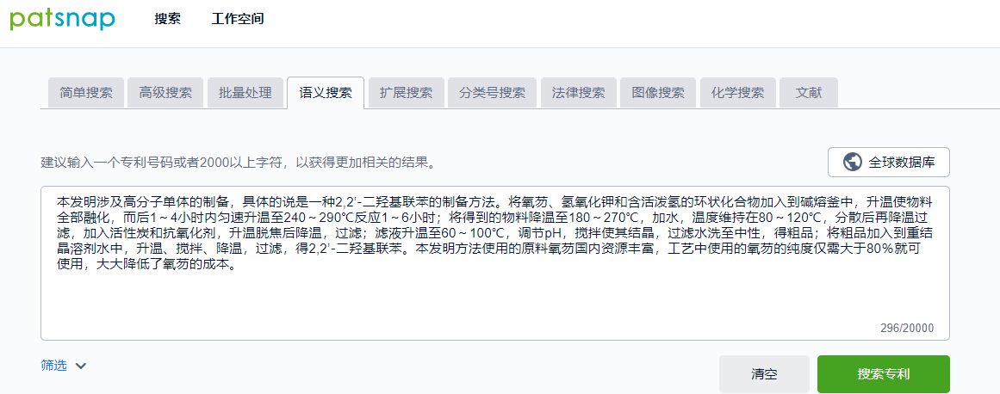 patsnap 搜索 工作空间
简单搜索 高级搜索 批量处理 语义搜索 扩展搜索 分类号搜索 法律搜索 图像搜索 化学搜索 文献
建议输入一个专利号码或者2000以上字符，以获得更加相关的结果。
全球数据库
本发明涉及高分子单体的制备，具体的说是一种2,2'-二羟基联苯的制备方法。将氧芴、氢氧化钾和含活泼氢的环状化合物加入到碱熔釜中，升温使物料
全部融化，而后1～4小时内匀速升温至240～290℃反应1～6小时；将得到的物料降温至180～270℃，加水，温度维持在80～120℃，分散后再降温过
滤，加入活性炭和抗氧化剂，升温脱焦后降温，过滤；滤液升温至60～100℃，调节pH，搅拌使其结晶，过滤水洗至中性，得粗品；将粗品加入到重结
晶溶剂水中，升温、搅拌、降温，过滤，得2,2'-二羟基联苯。本发明方法使用的原料氧芴国内资源丰富，工艺中使用的氧芴的纯度仅需大于80%就可
使用，大大降低了氧芴的成本。
296/20000
筛选
清空 搜索专利